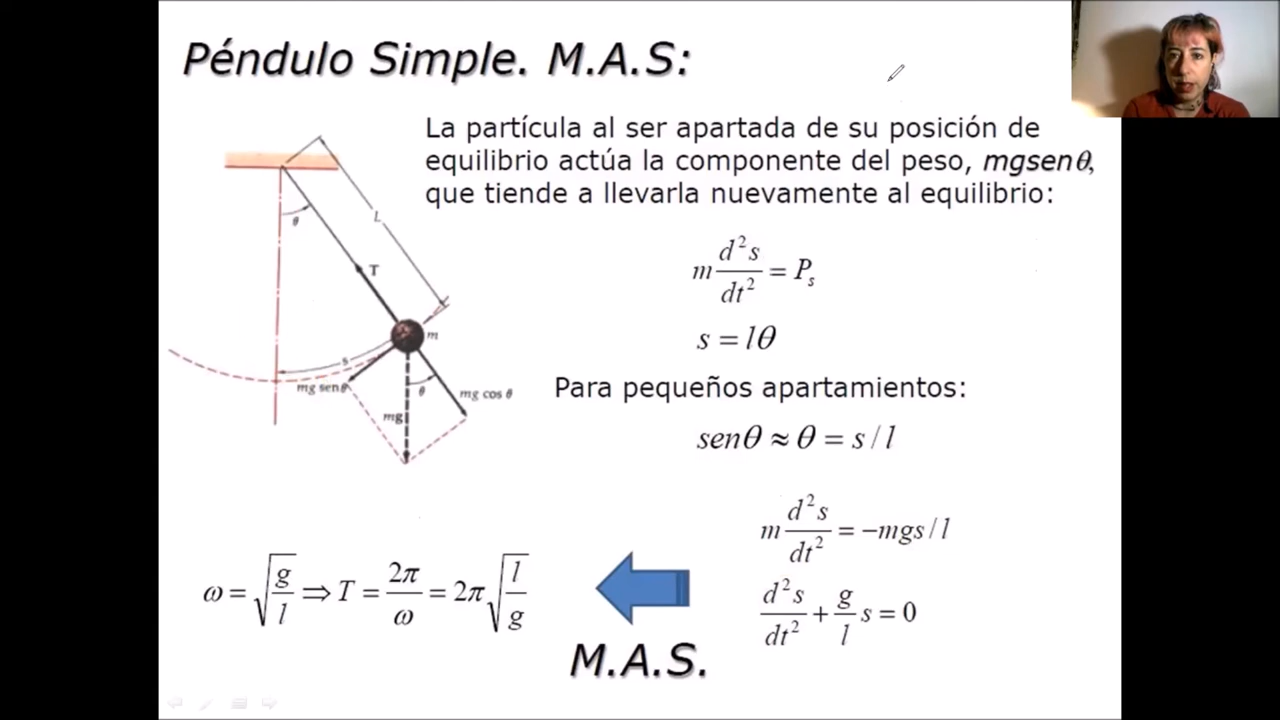 Péndulo Simple. M.A.S:
La partícula al ser apartada de su posición de
equilibrio actúa la componente del peso, mgsenθ,
que tiende a llevarla nuevamente al equilibrio:
θ
L
T
m
s
mg senθ
θ
mg cos θ
mg
m d²s/dt² = Pₛ
s = lθ
Para pequeños apartamientos:
senθ ≈ θ = s / l
m d²s/dt² = −mgs / l
d²s/dt² + g/l s = 0
ω = √(g/l) ⇒ T = 2π/ω = 2π √(l/g)
M.A.S.